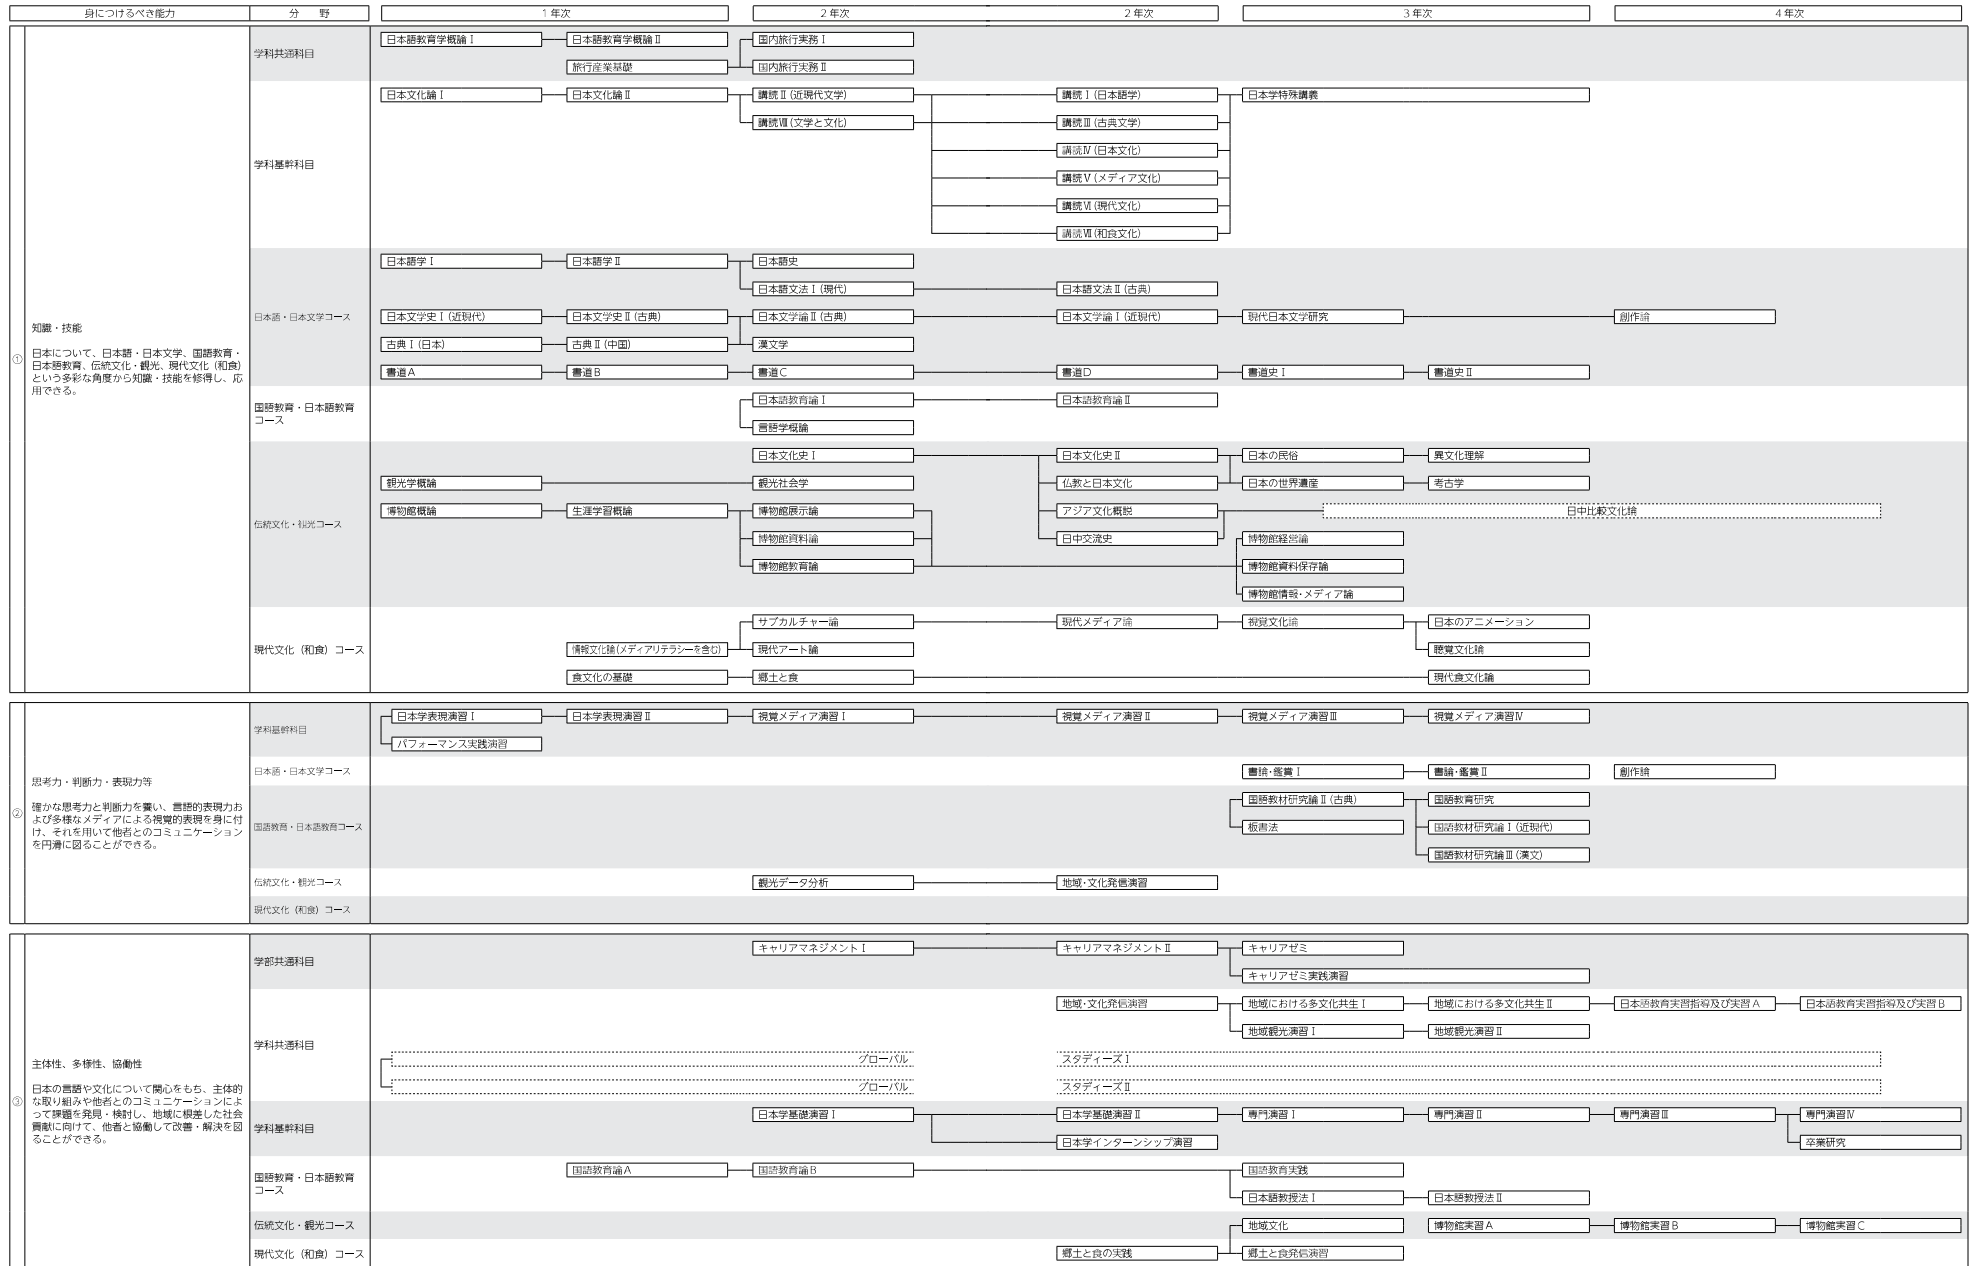 身につけるべき能力 分　野 1年次 2年次 2年次 3年次 4年次
①
知識・技能
日本について、日本語・日本文学、国語教育・
日本語教育、伝統文化・観光、現代文化（和食）
という多彩な角度から知識・技能を修得し、応
用できる。
学科共通科目
日本語教育学概論Ⅰ 日本語教育学概論Ⅱ 国内旅行実務Ⅰ
旅行産業基礎 国内旅行実務Ⅱ
学科基幹科目
日本文化論Ⅰ 日本文化論Ⅱ 講読Ⅱ（近現代文学） 講読Ⅰ（日本語学） 日本学特殊講義
講読Ⅷ（文学と文化） 講読Ⅲ（古典文学）
講読Ⅳ（日本文化）
講読Ⅴ（メディア文化）
講読Ⅵ（現代文化）
講読Ⅶ（和食文化）
日本語・日本文学コース
日本語学Ⅰ 日本語学Ⅱ 日本語史
日本語文法Ⅰ（現代） 日本語文法Ⅱ（古典）
日本文学史Ⅰ（近現代） 日本文学史Ⅱ（古典） 日本文学論Ⅱ（古典） 日本文学論Ⅰ（近現代） 現代日本文学研究 創作論
古典Ⅰ（日本） 古典Ⅱ（中国） 漢文学
書道A 書道B 書道C 書道D 書道史Ⅰ 書道史Ⅱ
国語教育・日本語教育
コース
日本語教育論Ⅰ 日本語教育論Ⅱ
言語学概論
伝統文化・観光コース
日本文化史Ⅰ 日本文化史Ⅱ 日本の民俗 異文化理解
観光学概論 観光社会学 仏教と日本文化 日本の世界遺産 考古学
博物館概論 生涯学習概論 博物館展示論 アジア文化概説 日中比較文化論
博物館資料論 日中交流史 博物館経営論
博物館教育論 博物館資料保存論
博物館情報・メディア論
現代文化（和食）コース
サブカルチャー論 現代メディア論 視覚文化論 日本のアニメーション
情報文化論（メディアリテラシーを含む） 現代アート論 聴覚文化論
食文化の基礎 郷土と食 現代食文化論
②
思考力・判断力・表現力等
確かな思考力と判断力を養い、言語的表現力お
よび多様なメディアによる視覚的表現を身に付
け、それを用いて他者とのコミュニケーション
を円滑に図ることができる。
学科基幹科目
日本学表現演習Ⅰ 日本学表現演習Ⅱ 視覚メディア演習Ⅰ 視覚メディア演習Ⅱ 視覚メディア演習Ⅲ 視覚メディア演習Ⅳ
パフォーマンス実践演習
日本語・日本文学コース
書論・鑑賞Ⅰ 書論・鑑賞Ⅱ 創作論
国語教育・日本語教育コース
国語教材研究論Ⅱ（古典） 国語教育研究
板書法 国語教材研究論Ⅰ（近現代）
国語教材研究論Ⅲ（漢文）
伝統文化・観光コース
観光データ分析 地域・文化発信演習
現代文化（和食）コース
③
主体性、多様性、協働性
日本の言語や文化について関心をもち、主体的
な取り組みや他者とのコミュニケーションによ
って課題を発見・検討し、地域に根差した社会
貢献に向けて、他者と協働して改善・解決を図
ることができる。
学部共通科目
キャリアマネジメントⅠ キャリアマネジメントⅡ キャリアゼミ
キャリアゼミ実践演習
学科共通科目
地域・文化発信演習 地域における多文化共生Ⅰ 地域における多文化共生Ⅱ 日本語教育実習指導及び実習A 日本語教育実習指導及び実習B
地域観光演習Ⅰ 地域観光演習Ⅱ
グローバル スタディーズⅠ
グローバル スタディーズⅡ
学科基幹科目
日本学基礎演習Ⅰ 日本学基礎演習Ⅱ 専門演習Ⅰ 専門演習Ⅱ 専門演習Ⅲ 専門演習Ⅳ
日本学インターンシップ演習 卒業研究
国語教育・日本語教育
コース
国語教育論A 国語教育論B 国語教育実践
日本語教授法Ⅰ 日本語教授法Ⅱ
伝統文化・観光コース
地域文化 博物館実習A 博物館実習B 博物館実習C
現代文化（和食）コース
郷土と食の実践 郷土と食発信演習